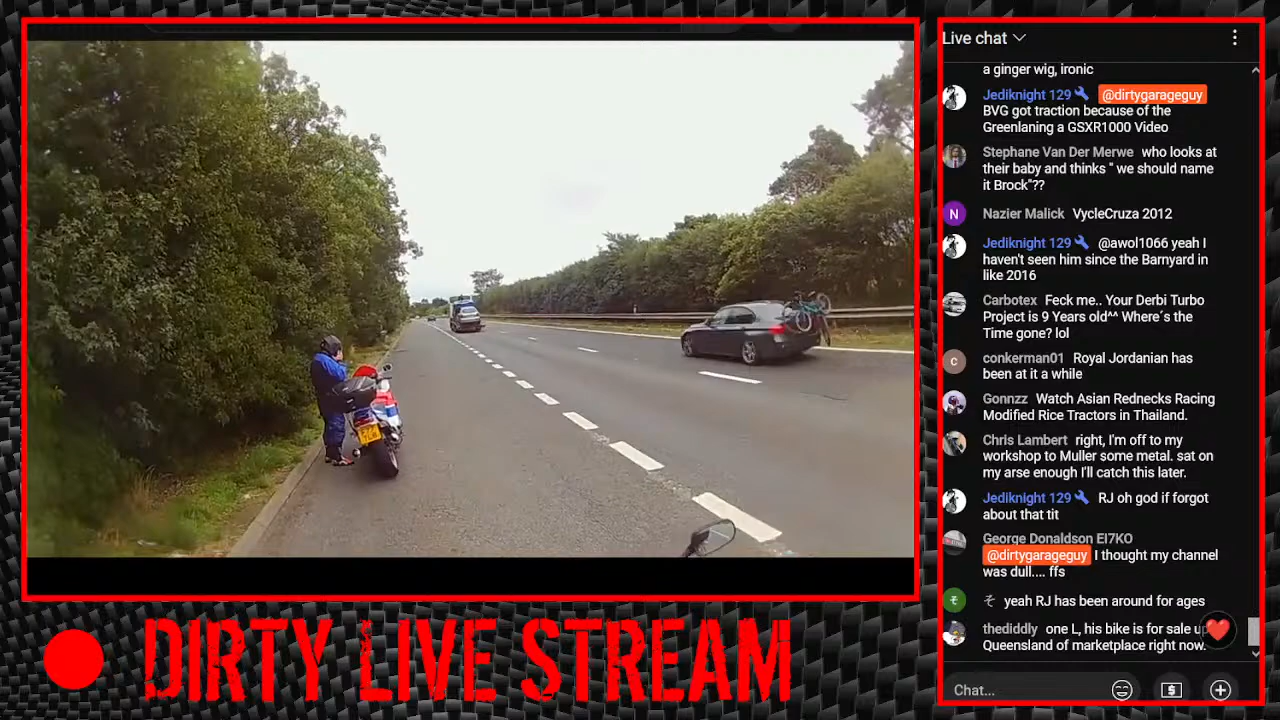 Live chat
a ginger wig, ironic
Jediknight 129 @dirtygarageguy
BVG got traction because of the
Greenlaning a GSXR1000 Video
Stephane Van Der Merwe who looks at
their baby and thinks " we should name
it Brock"??
N Nazier Malick VycleCruza 2012
Jediknight 129 @awol1066 yeah I
haven't seen him since the Barnyard in
like 2016
Carbotex Feck me.. Your Derbi Turbo
Project is 9 Years old^^ Where´s the
Time gone? lol
c conkerman01 Royal Jordanian has
been at it a while
Gonnzz Watch Asian Rednecks Racing
Modified Rice Tractors in Thailand.
Chris Lambert right, I'm off to my
workshop to Muller some metal. sat on
my arse enough I'll catch this later.
Jediknight 129 RJ oh god if forgot
about that tit
George Donaldson EI7KO
@dirtygarageguy I thought my channel
was dull.... ffs
そ そ yeah RJ has been around for ages
thediddly one L, his bike is for sale u
Queensland of marketplace right now.
Chat...
DIRTY LIVE STREAM